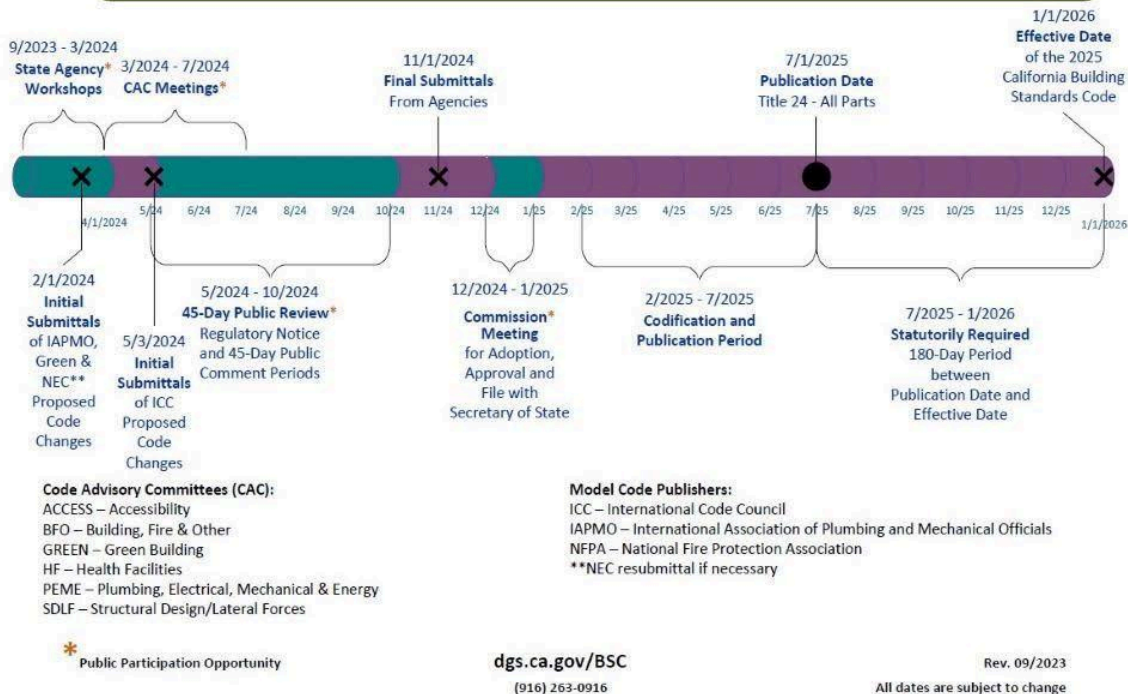 9/2023 - 3/2024
State Agency*
Workshops
3/2024 - 7/2024
CAC Meetings*
11/1/2024
Final Submittals
From Agencies
7/1/2025
Publication Date
Title 24 - All Parts
1/1/2026
Effective Date
of the 2025
California Building
Standards Code
4/1/2024
5/24
6/24
7/24
8/24
9/24
10/24
11/24
12/24
1/25
2/25
3/25
4/25
5/25
6/25
7/25
8/25
9/25
10/25
11/25
12/25
1/1/2026
2/1/2024
Initial
Submittals
of IAPMO,
Green &
NEC**
Proposed
Code
Changes
5/3/2024
Initial
Submittals
of ICC
Proposed
Code
Changes
5/2024 - 10/2024
45-Day Public Review*
Regulatory Notice
and 45-Day Public
Comment Periods
12/2024 - 1/2025
Commission*
Meeting
for Adoption,
Approval and
File with
Secretary of State
2/2025 - 7/2025
Codification and
Publication Period
7/2025 - 1/2026
Statutorily Required
180-Day Period
between
Publication Date and
Effective Date
Code Advisory Committees (CAC):
ACCESS – Accessibility
BFO – Building, Fire & Other
GREEN – Green Building
HF – Health Facilities
PEME – Plumbing, Electrical, Mechanical & Energy
SDLF – Structural Design/Lateral Forces
Model Code Publishers:
ICC – International Code Council
IAPMO – International Association of Plumbing and Mechanical Officials
NFPA – National Fire Protection Association
**NEC resubmittal if necessary
* Public Participation Opportunity
dgs.ca.gov/BSC
(916) 263-0916
Rev. 09/2023
All dates are subject to change